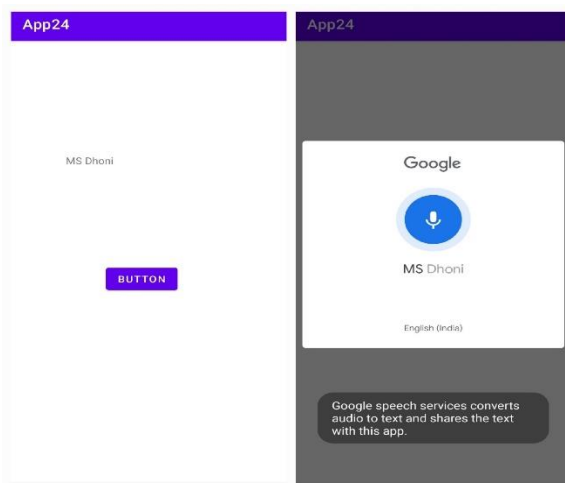 App24
MS Dhoni
BUTTON
App24
Google
MS Dhoni
English (India)
Google speech services converts
audio to text and shares the text
with this app.